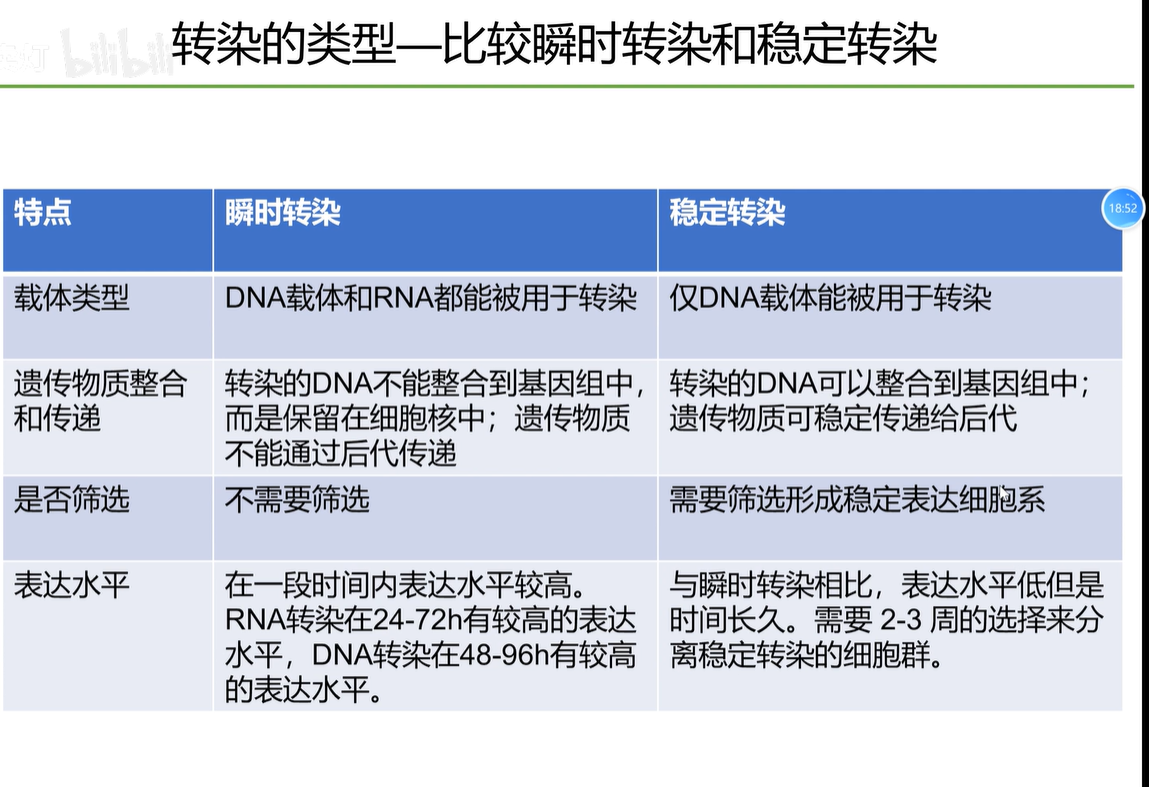 转染的类型—比较瞬时转染和稳定转染
bilibili
特点
瞬时转染
稳定转染
18:52
载体类型
DNA载体和RNA都能被用于转染
仅DNA载体能被用于转染
遗传物质整合
和传递
转染的DNA不能整合到基因组中，
而是保留在细胞核中；遗传物质
不能通过后代传递
转染的DNA可以整合到基因组中；
遗传物质可稳定传递给后代
是否筛选
不需要筛选
需要筛选形成稳定表达细胞系
表达水平
在一段时间内表达水平较高。
RNA转染在24-72h有较高的表达
水平，DNA转染在48-96h有较高
的表达水平。
与瞬时转染相比，表达水平低但是
时间长久。需要 2-3 周的选择来分
离稳定转染的细胞群。